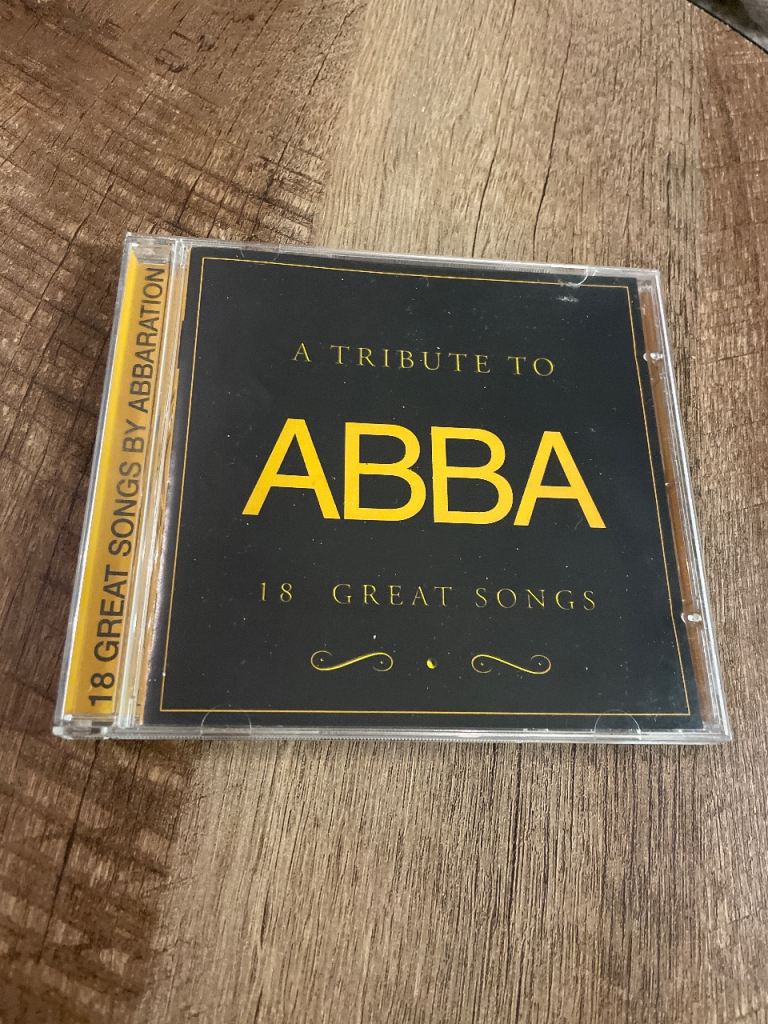 18 GREAT SONGS BY ABBARATION
A TRIBUTE TO
ABBA
18 GREAT SONGS